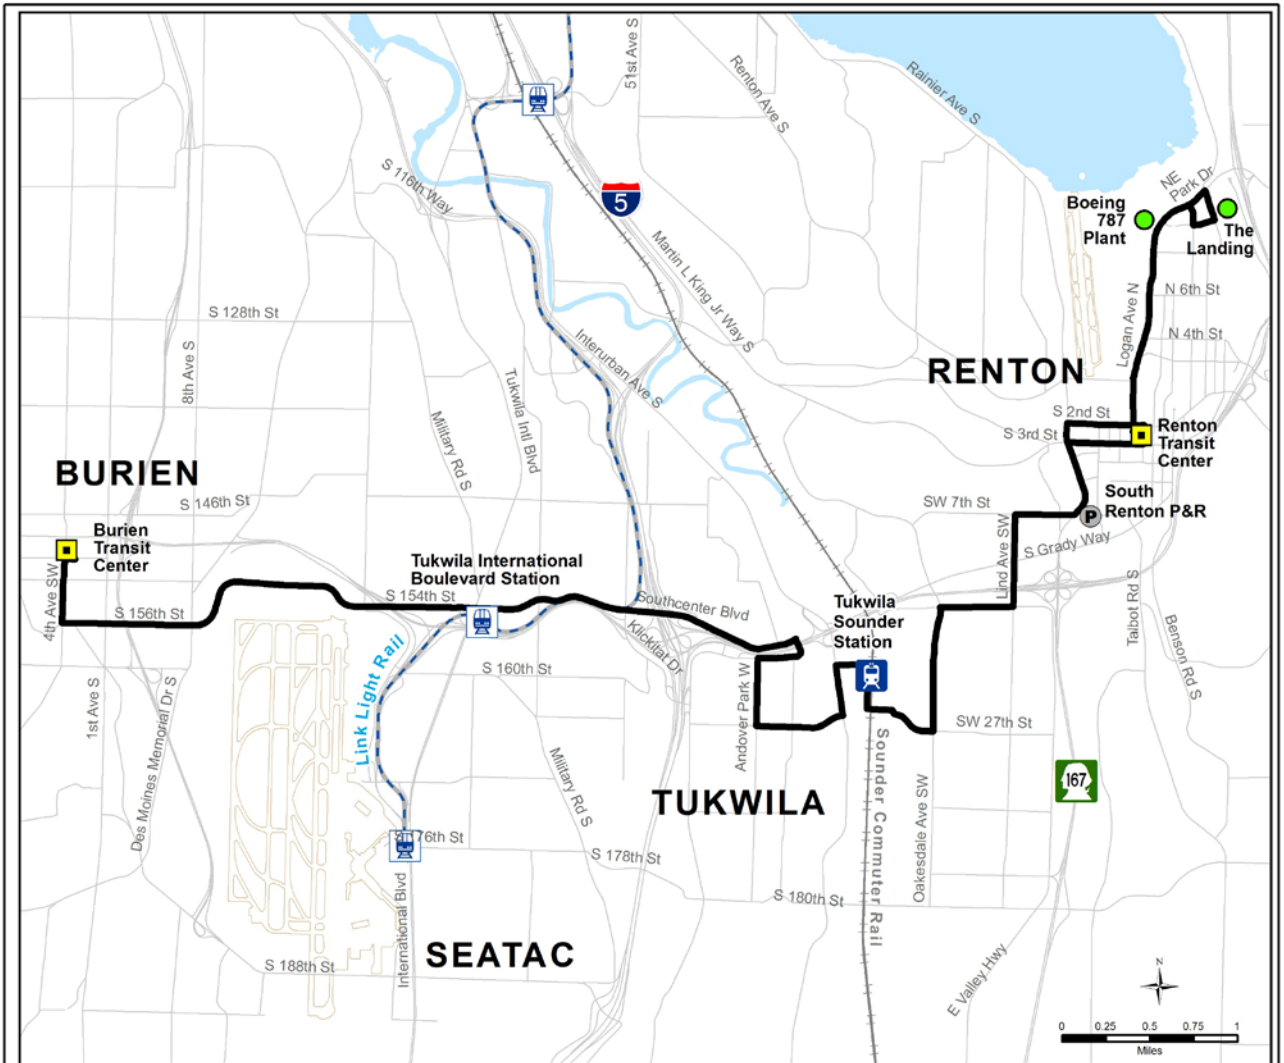 51st Ave S
Renton Ave S
Rainier Ave S
S 116th Way
5
NE
Park Dr
Boeing
787
Plant
The
Landing
Martin L King Jr Way S
N 6th St
Logan Ave N
N 4th St
S 128th St
8th Ave S
Interurban Ave S
Tukwila Intl Blvd
Military Rd S
RENTON
S 2nd St
S 3rd St
Renton
Transit
Center
BURIEN
S 146th St
SW 7th St
South
Renton P&R
P
Burien
Transit
Center
Lind Ave SW
S Grady Way
Tukwila International
Boulevard Station
4th Ave SW
S 156th St
S 154th St
Southcenter Blvd
Klickitat Dr
Tukwila
Sounder
Station
Talbot Rd S
Benson Rd S
Link Light Rail
S 160th St
1st Ave S
Des Moines Memorial Dr S
Andover Park W
SW 27th St
Military Rd S
Sounder Commuter Rail
Oakesdale Ave SW
167
TUKWILA
S 176th St
S 178th St
S 180th St
International Blvd
SEATAC
S 188th St
E Valley Hwy
N
0 0.25 0.5 0.75 1
Miles